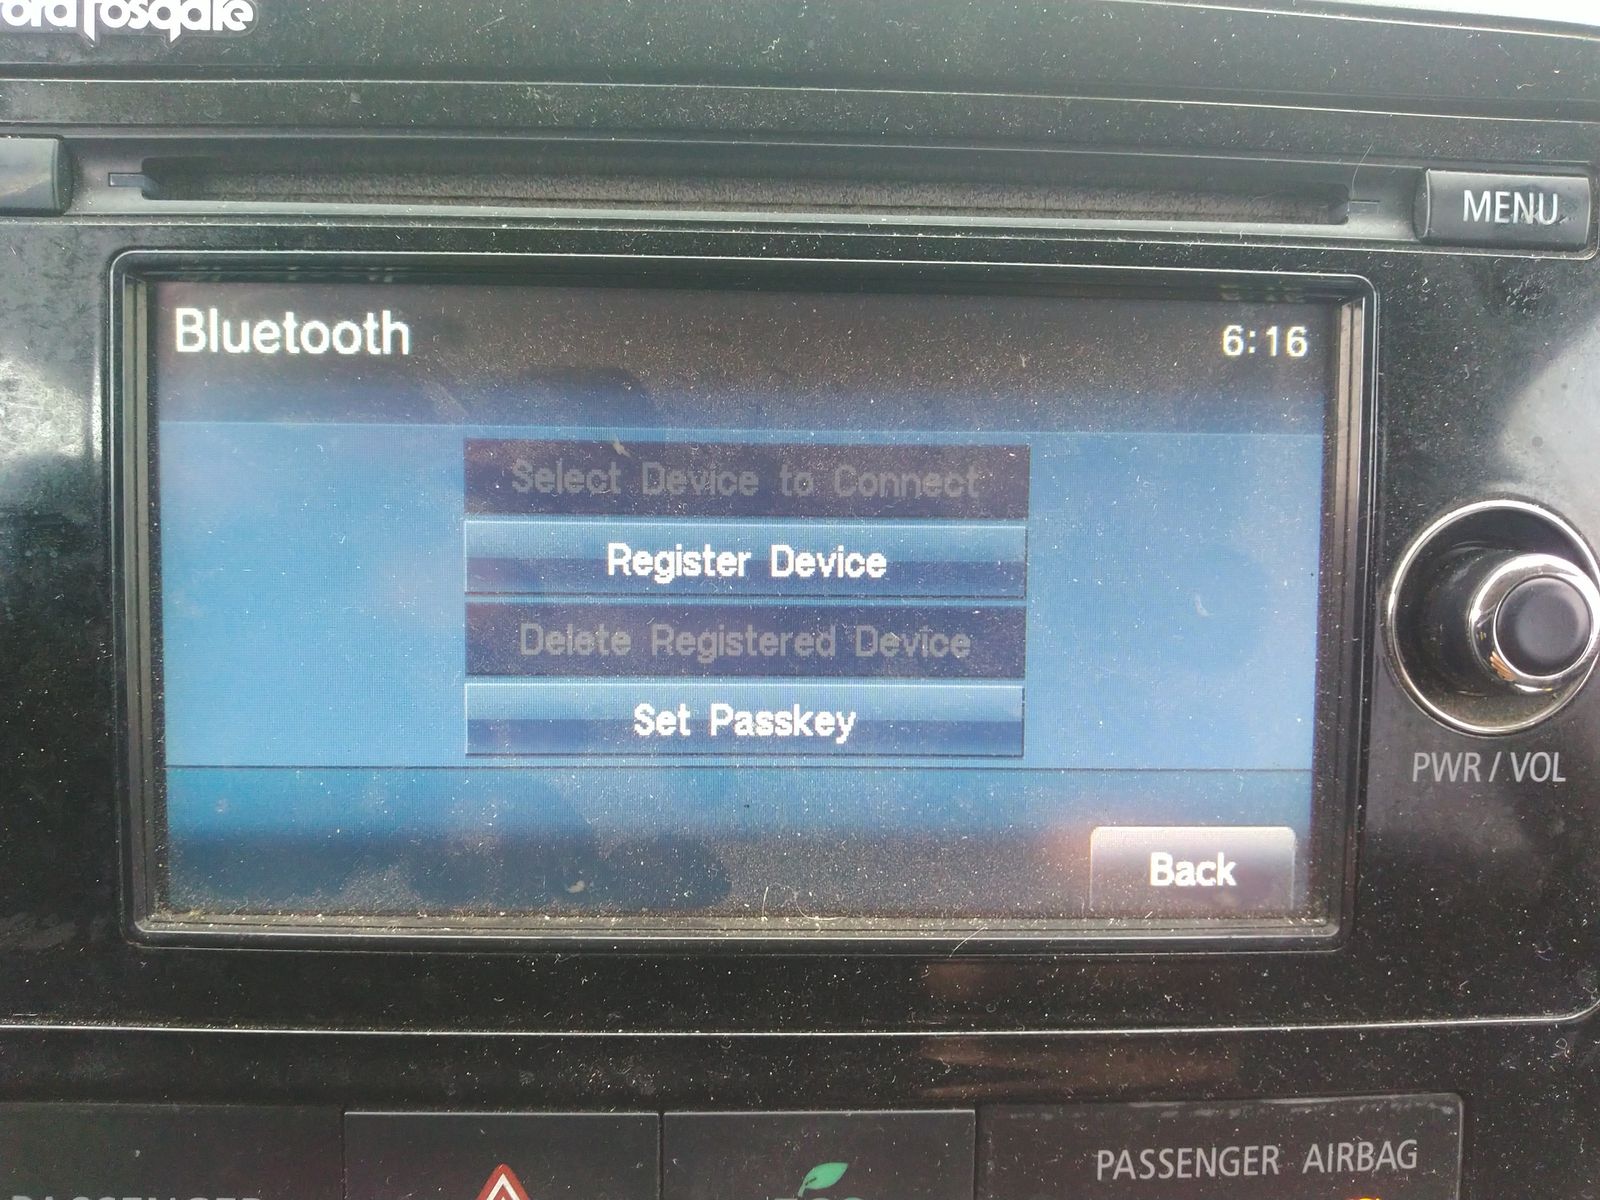 MENU
Bluetooth
6:16
Select Device to Connect
Register Device
Delete Registered Device
Set Passkey
PWR / VOL
Back
PASSENGER AIRBAG